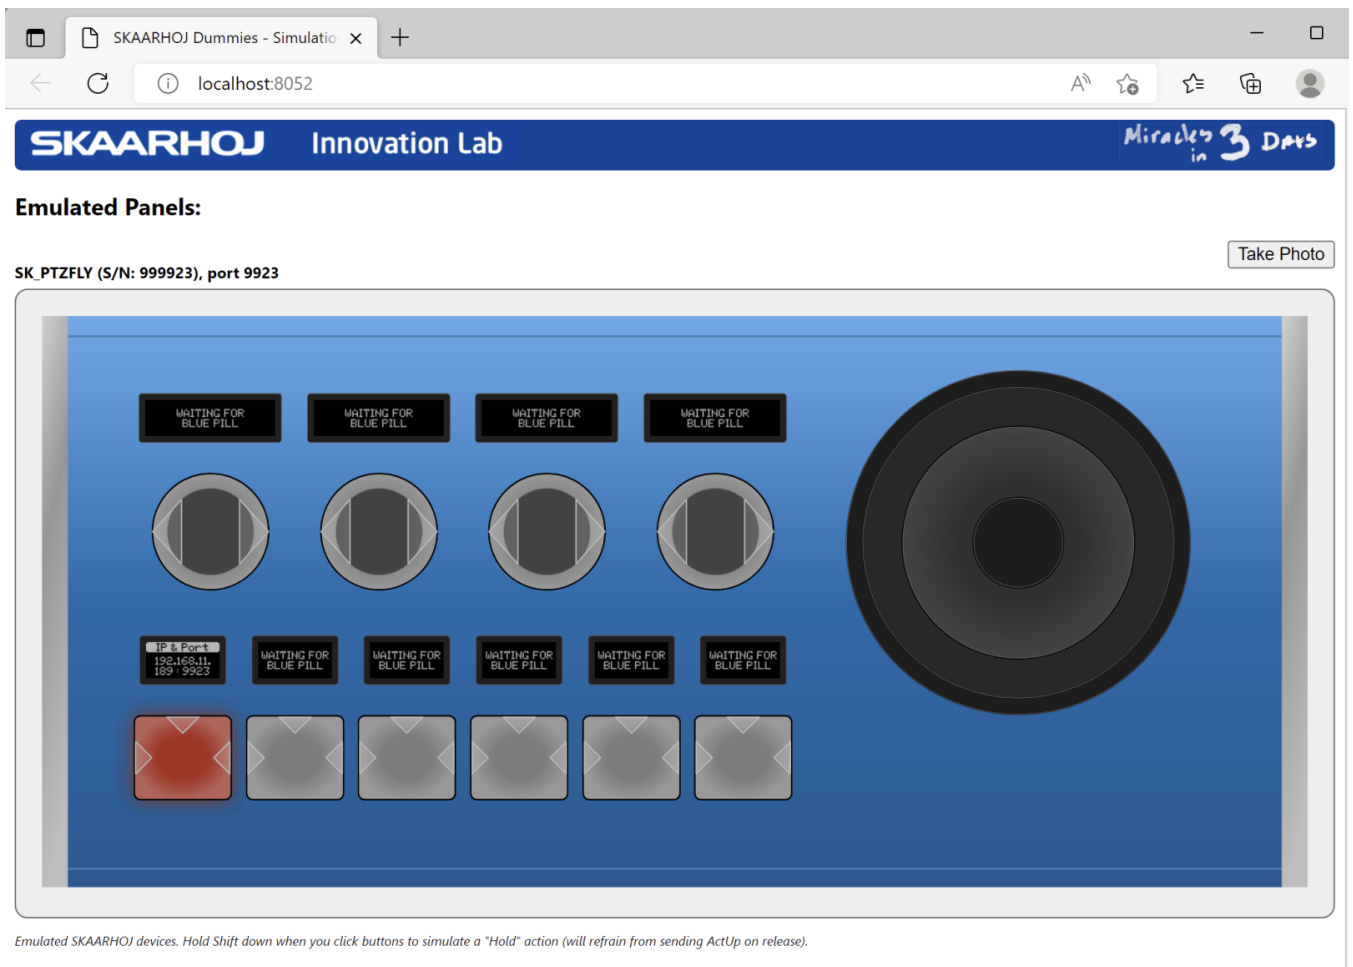 SKAARHOJ Dummies - Simulatio
localhost:8052
SKAARHOJ Innovation Lab
Miracles in 3 Days
Emulated Panels:
Take Photo
SK_PTZFLY (S/N: 999923), port 9923
WAITING FOR
BLUE PILL
WAITING FOR
BLUE PILL
WAITING FOR
BLUE PILL
WAITING FOR
BLUE PILL
IP & Port
192.168.11.
189 : 9923
WAITING FOR
BLUE PILL
WAITING FOR
BLUE PILL
WAITING FOR
BLUE PILL
WAITING FOR
BLUE PILL
WAITING FOR
BLUE PILL
Emulated SKAARHOJ devices. Hold Shift down when you click buttons to simulate a "Hold" action (will refrain from sending ActUp on release).